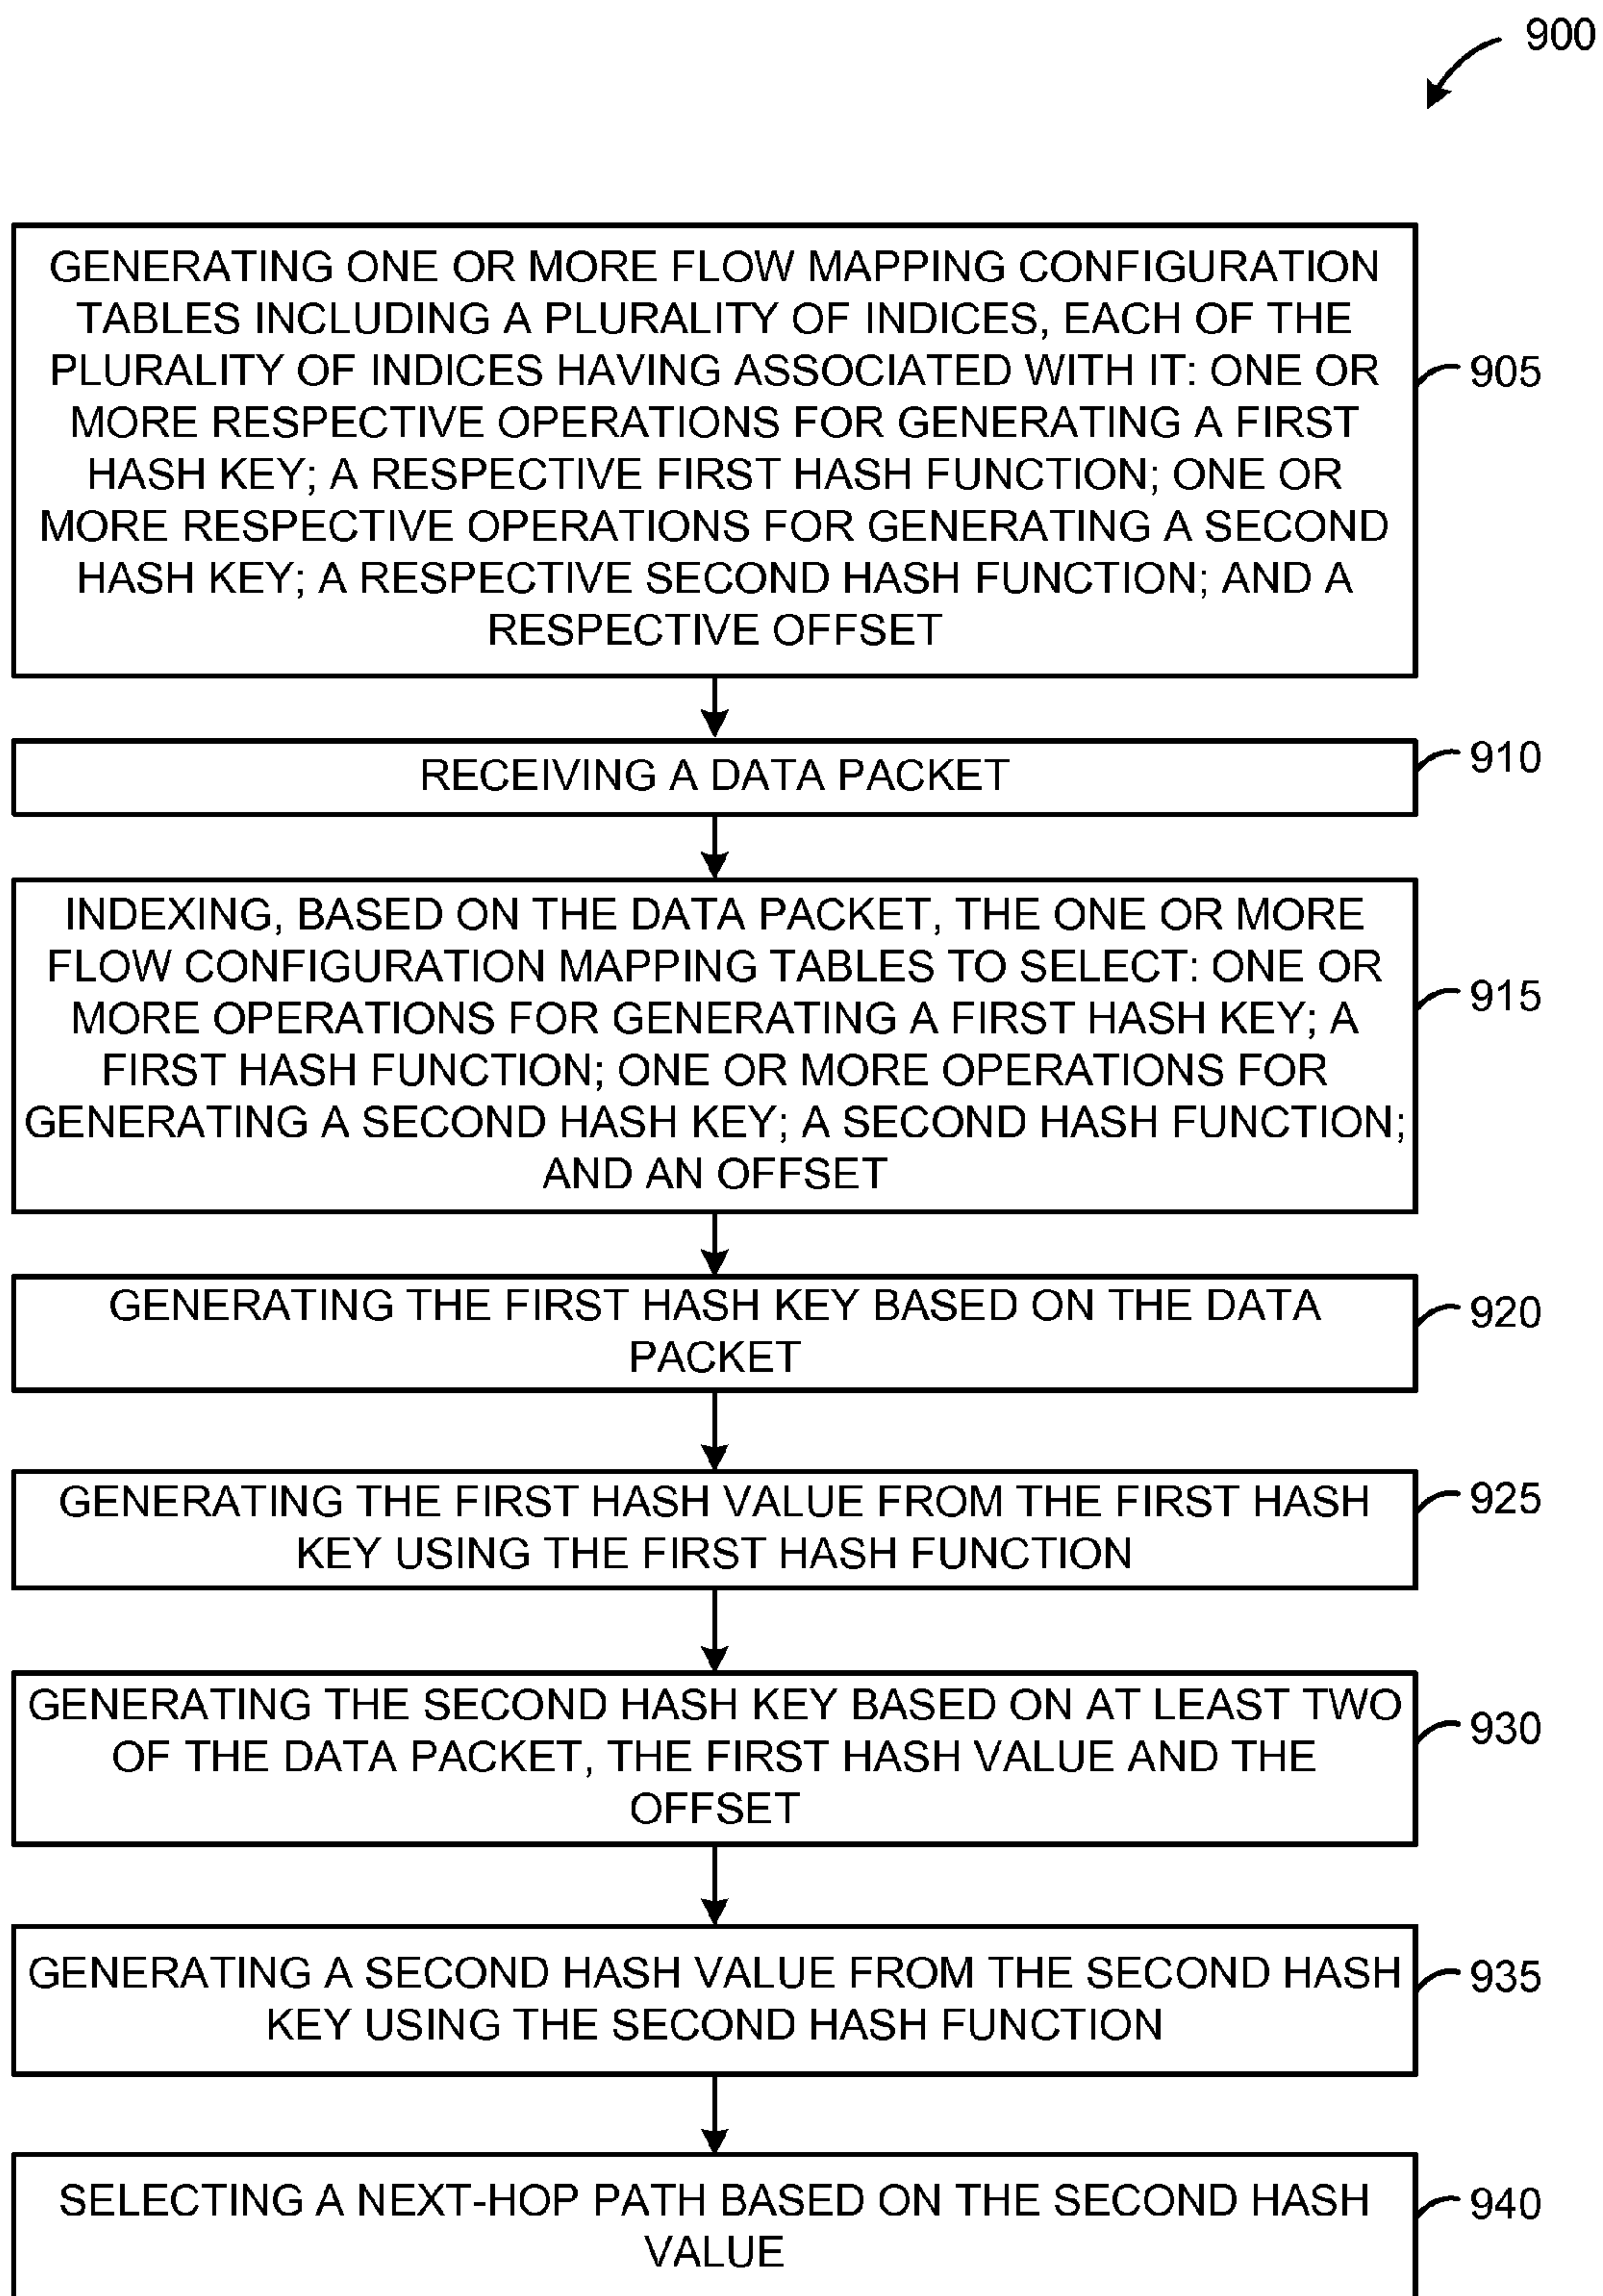 900
GENERATING ONE OR MORE FLOW MAPPING CONFIGURATION
TABLES INCLUDING A PLURALITY OF INDICES, EACH OF THE
PLURALITY OF INDICES HAVING ASSOCIATED WITH IT: ONE OR
MORE RESPECTIVE OPERATIONS FOR GENERATING A FIRST
HASH KEY; A RESPECTIVE FIRST HASH FUNCTION; ONE OR
MORE RESPECTIVE OPERATIONS FOR GENERATING A SECOND
HASH KEY; A RESPECTIVE SECOND HASH FUNCTION; AND A
RESPECTIVE OFFSET
905
RECEIVING A DATA PACKET
910
INDEXING, BASED ON THE DATA PACKET, THE ONE OR MORE
FLOW CONFIGURATION MAPPING TABLES TO SELECT: ONE OR
MORE OPERATIONS FOR GENERATING A FIRST HASH KEY; A
FIRST HASH FUNCTION; ONE OR MORE OPERATIONS FOR
GENERATING A SECOND HASH KEY; A SECOND HASH FUNCTION;
AND AN OFFSET
915
GENERATING THE FIRST HASH KEY BASED ON THE DATA
PACKET
920
GENERATING THE FIRST HASH VALUE FROM THE FIRST HASH
KEY USING THE FIRST HASH FUNCTION
925
GENERATING THE SECOND HASH KEY BASED ON AT LEAST TWO
OF THE DATA PACKET, THE FIRST HASH VALUE AND THE
OFFSET
930
GENERATING A SECOND HASH VALUE FROM THE SECOND HASH
KEY USING THE SECOND HASH FUNCTION
935
SELECTING A NEXT-HOP PATH BASED ON THE SECOND HASH
VALUE
940